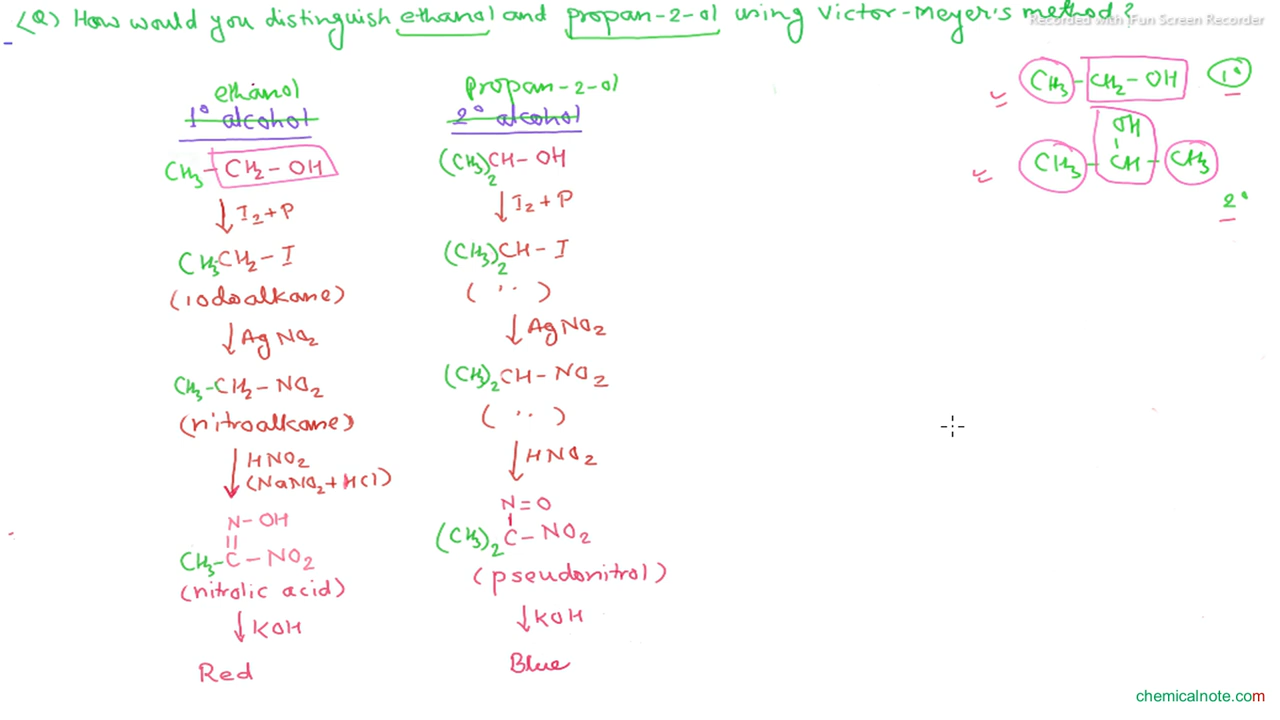 (Q) How would you distinguish ethanol and propan-2-ol using Victor-Meyer's method?
Recorded with iFun Screen Recorder
ethanol
1° alcohol
CH3-CH2-OH
↓ I2+P
CH3CH2-I
(iodoalkane)
↓ AgNO2
CH3-CH2-NO2
(nitroalkane)
↓ HNO2
(NaNO2+HCl)
N-OH
||
CH3-C-NO2
(nitrolic acid)
↓ KOH
Red
propan-2-ol
2° alcohol
(CH3)2CH-OH
↓ I2+P
(CH3)2CH-I
( ,, )
↓ AgNO2
(CH3)2CH-NO2
( ,, )
↓ HNO2
N=O
|
(CH3)2C-NO2
(pseudonitrol)
↓ KOH
Blue
CH3-CH2-OH 1°
OH
|
CH3-CH-CH3
2°
chemicalnote.com